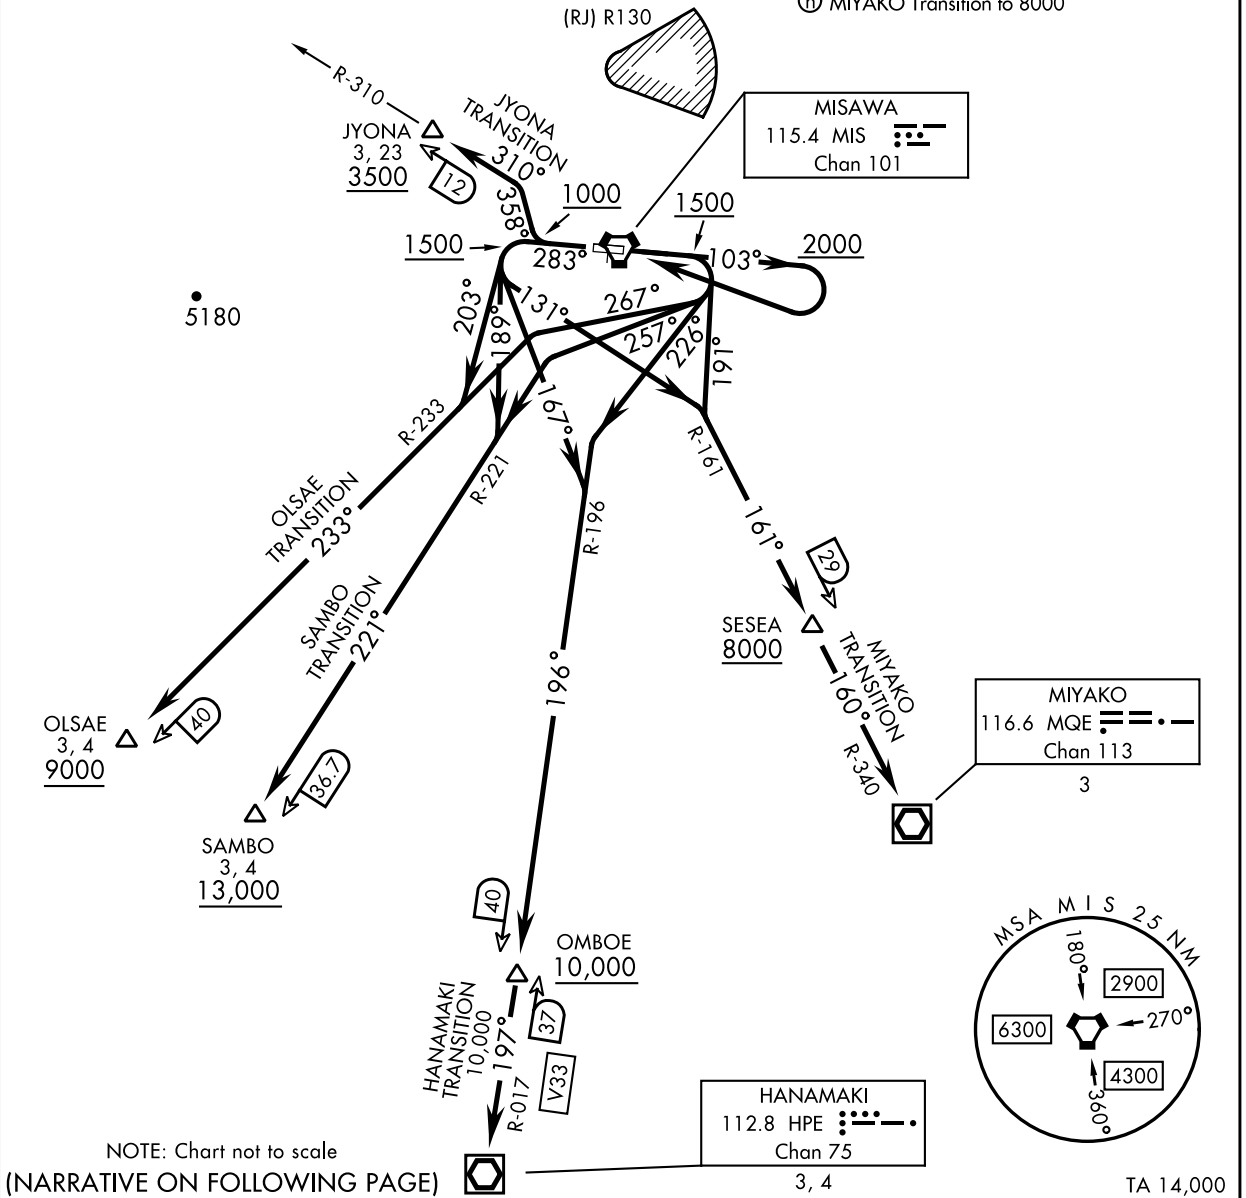 ⓗ MIYAKO Transition to 8000
(RJ) R130
R-310
JYONA
TRANSITION
JYONA
3, 23
3500
12
310°
358°
MISAWA
115.4 MIS
Chan 101
1000
1500
1500
283°
103°
2000
5180
203°
189°
131°
267°
257°
226°
191°
167°
R-233
R-221
R-196
R-161
OLSAE
TRANSITION
233°
SAMBO
TRANSITION
221°
196°
161°
29
SESEA
8000
MIYAKO
TRANSITION
160°
R-340
MIYAKO
116.6 MQE
Chan 113
3
OLSAE
3, 4
9000
40
SAMBO
3, 4
13,000
36.7
40
OMBOE
10,000
HANAMAKI
TRANSITION
10,000
197°
37
V33
R-017
HANAMAKI
112.8 HPE
Chan 75
3, 4
MSA MIS 25 NM
180°
2900
270°
6300
4300
360°
NOTE: Chart not to scale
(NARRATIVE ON FOLLOWING PAGE)
TA 14,000